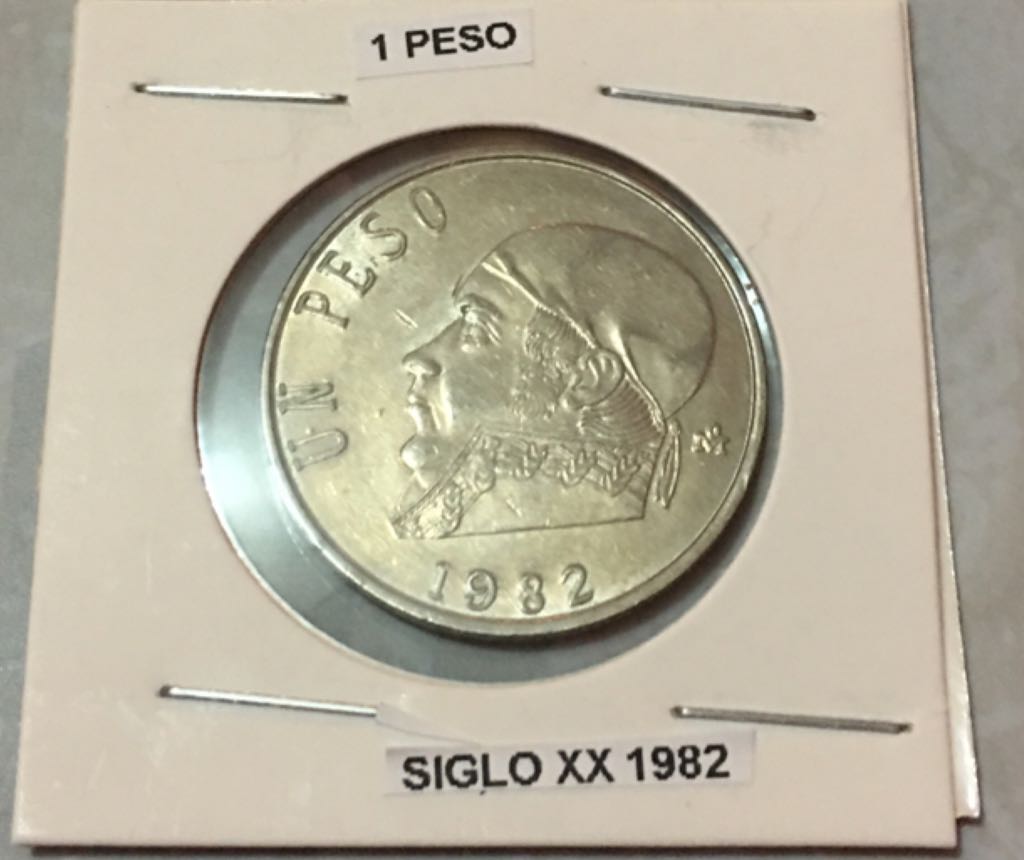 1 PESO
UN PESO
1982
SIGLO XX 1982